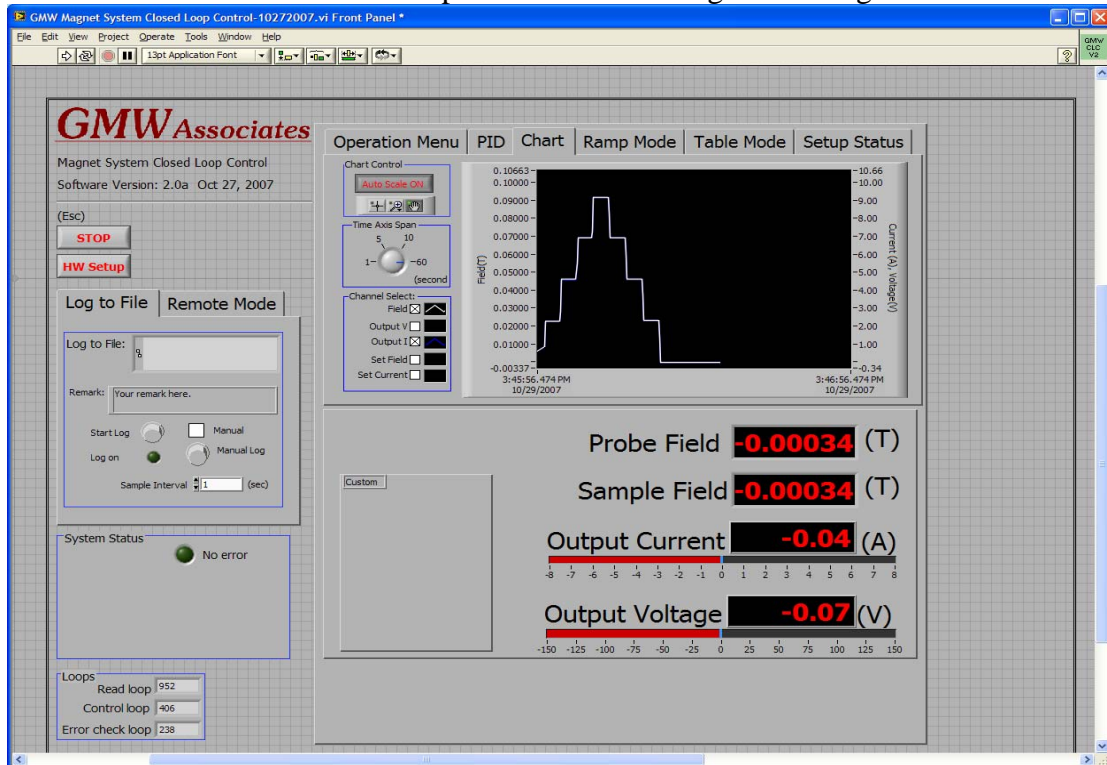 GMW Magnet System Closed Loop Control-10272007.vi Front Panel *
File Edit View Project Operate Tools Window Help
13pt Application Font
GMW
CLC
V2
GMW Associates
Magnet System Closed Loop Control
Software Version: 2.0a Oct 27, 2007
(Esc)
STOP
HW Setup
Log to File Remote Mode
Log to File:
Remark: Your remark here.
Start Log Manual
Log on Manual Log
Sample Interval 1 (sec)
System Status
No error
Loops
Read loop 952
Control loop 406
Error check loop 238
Operation Menu PID Chart Ramp Mode Table Mode Setup Status
Chart Control
Auto Scale ON
Time Axis Span
5 10
1- -60
(second
Channel Select:
Field
Output V
Output I
Set Field
Set Current
Field(T)
0.10663
0.10000
0.09000
0.08000
0.07000
0.06000
0.05000
0.04000
0.03000
0.02000
0.01000
-0.00337
10.66
10.00
9.00
8.00
7.00
6.00
5.00
4.00
3.00
2.00
1.00
-0.34
Current (A), Voltage(V)
3:45:56.474 PM 3:46:56.474 PM
10/29/2007 10/29/2007
Custom
Probe Field -0.00034 (T)
Sample Field -0.00034 (T)
Output Current -0.04 (A)
-8 -7 -6 -5 -4 -3 -2 -1 0 1 2 3 4 5 6 7 8
Output Voltage -0.07 (V)
-150 -125 -100 -75 -50 -25 0 25 50 75 100 125 150